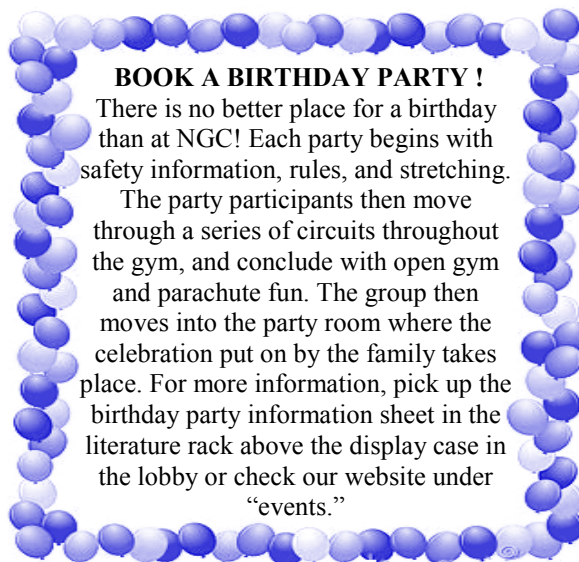 BOOK A BIRTHDAY PARTY !
There is no better place for a birthday
than at NGC! Each party begins with
safety information, rules, and stretching.
The party participants then move
through a series of circuits throughout
the gym, and conclude with open gym
and parachute fun. The group then
moves into the party room where the
celebration put on by the family takes
place. For more information, pick up the
birthday party information sheet in the
literature rack above the display case in
the lobby or check our website under
“events.”